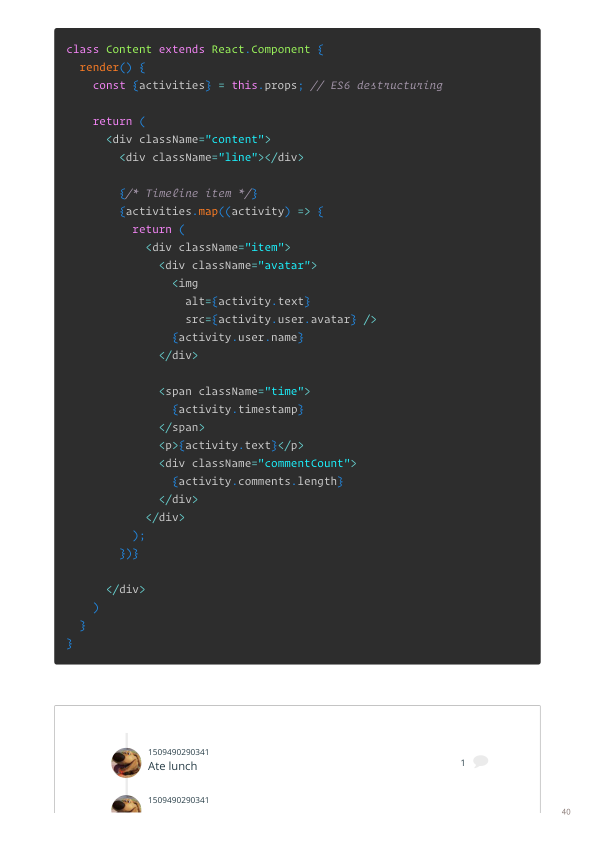 class Content extends React.Component {
  render() {
    const {activities} = this.props; // ES6 destructuring

    return (
      <div className="content">
        <div className="line"></div>

        {/* Timeline item */}
        {activities.map((activity) => {
          return (
            <div className="item">
              <div className="avatar">
                <img
                  alt={activity.text}
                  src={activity.user.avatar} />
                {activity.user.name}
              </div>

              <span className="time">
                {activity.timestamp}
              </span>
              <p>{activity.text}</p>
              <div className="commentCount">
                {activity.comments.length}
              </div>
            </div>
          );
        })}

      </div>
    )
  }
}
1509490290341
Ate lunch
1
1509490290341
40